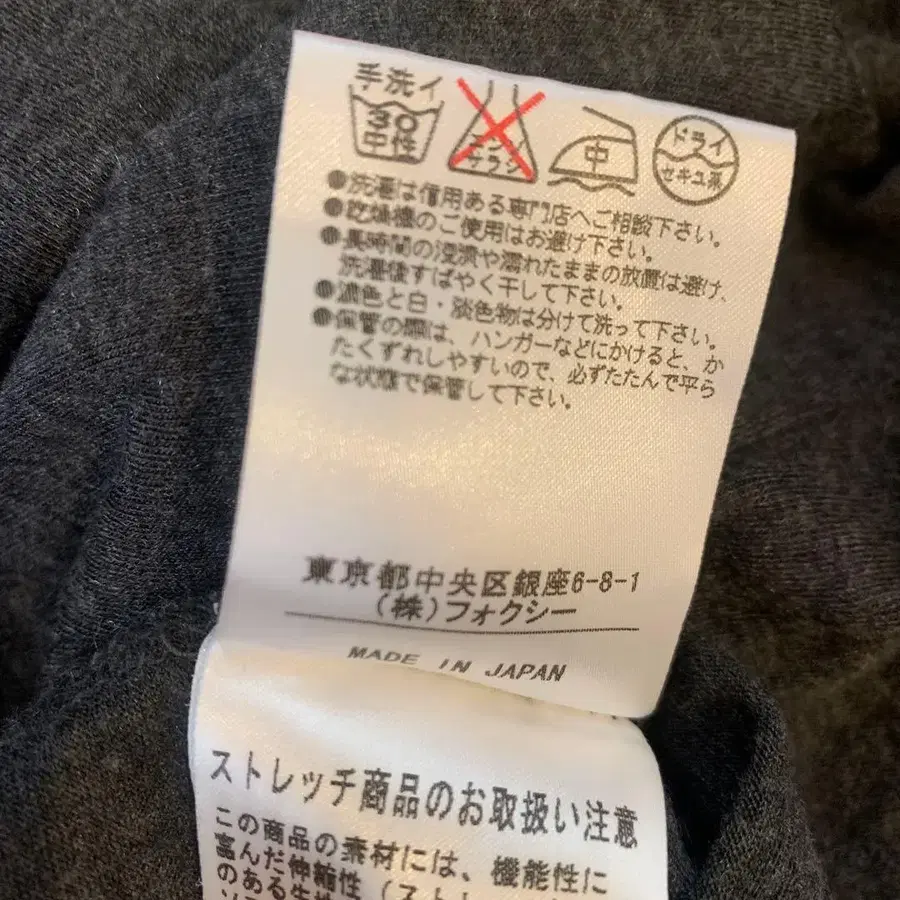 手洗イ
30
中性
エンソ
サラシ
中
ドライ
セキユ系
●洗濯は信用ある専門店へご相談下さい。
●乾燥機のご使用はお避け下さい。
●長時間の浸漬や濡れたままの放置は避け、
洗濯後すばやく干して下さい。
●濃色と白・淡色物は分けて洗って下さい。
●保管の際は、ハンガーなどにかけると、か
たくずれしやすいので、必ずたたんで平ら
な状態で保管して下さい。
東京都中央区銀座6-8-1
(株)フォクシー
MADE IN JAPAN
ストレッチ商品のお取扱い注意
この商品の素材には、機能性に
富んだ伸縮性(スト
のある生地